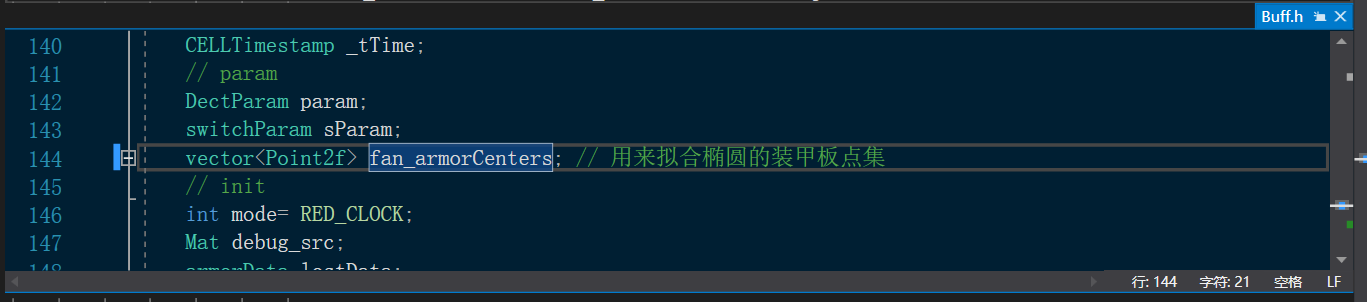 Buff.h
140 CELLTimestamp _tTime;
141 // param
142 DectParam param;
143 switchParam sParam;
144 vector<Point2f> fan_armorCenters; // 用来拟合椭圆的装甲板点集
145 // init
146 int mode= RED_CLOCK;
147 Mat debug_src;
行: 144 字符: 21 空格 LF